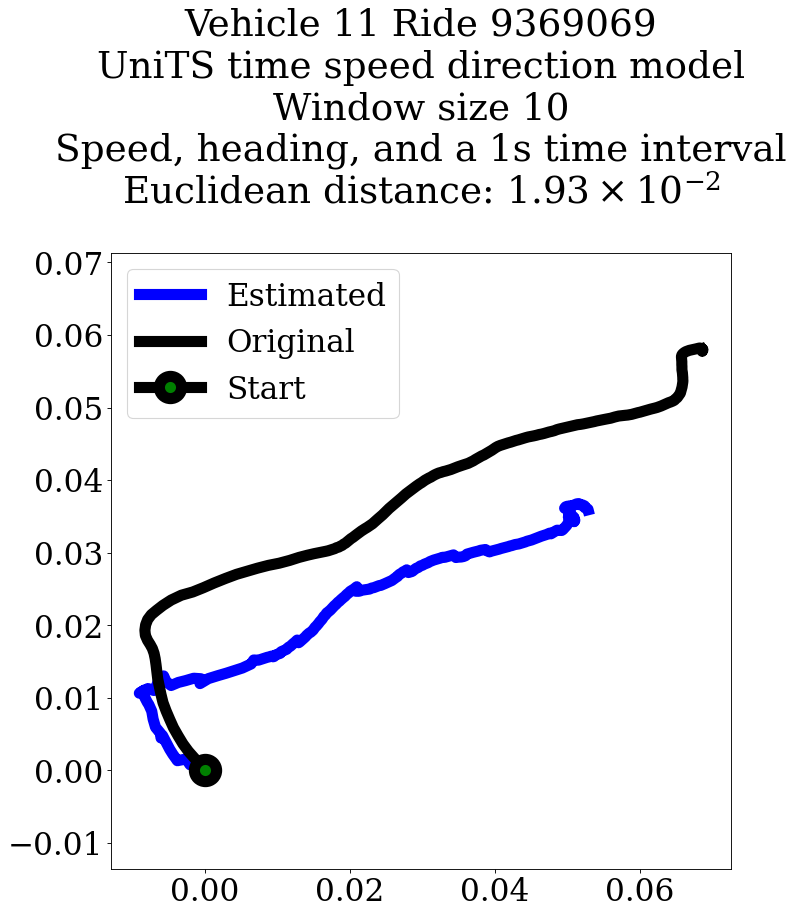 Vehicle 11 Ride 9369069
UniTS time speed direction model
Window size 10
Speed, heading, and a 1s time interval
Euclidean distance: 1.93 × 10⁻²
0.07
0.06
0.05
0.04
0.03
0.02
0.01
0.00
−0.01
Estimated
Original
Start
0.00 0.02 0.04 0.06